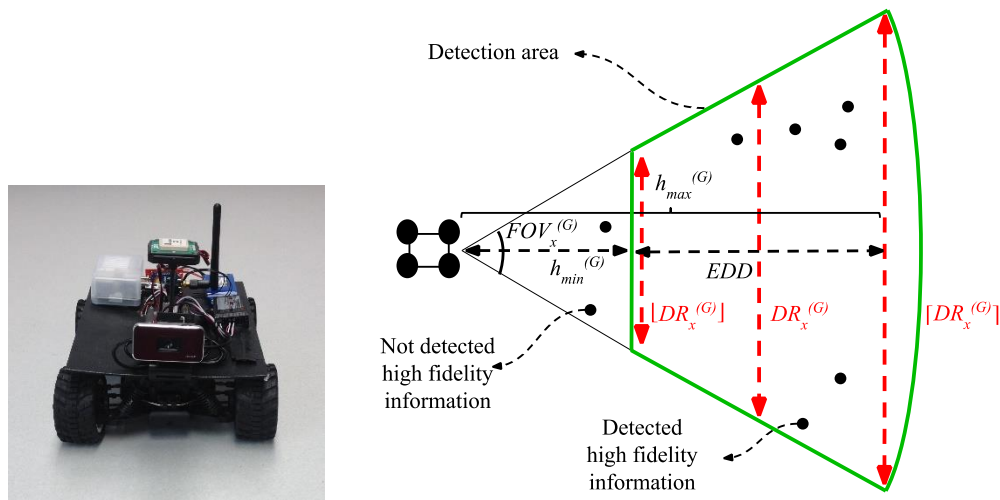 Detection area
h_max^(G)
FOV_x^(G)
h_min^(G)
EDD
⌊DR_x^(G)⌋
DR_x^(G)
⌈DR_x^(G)⌉
Not detected
high fidelity
information
Detected
high fidelity
information